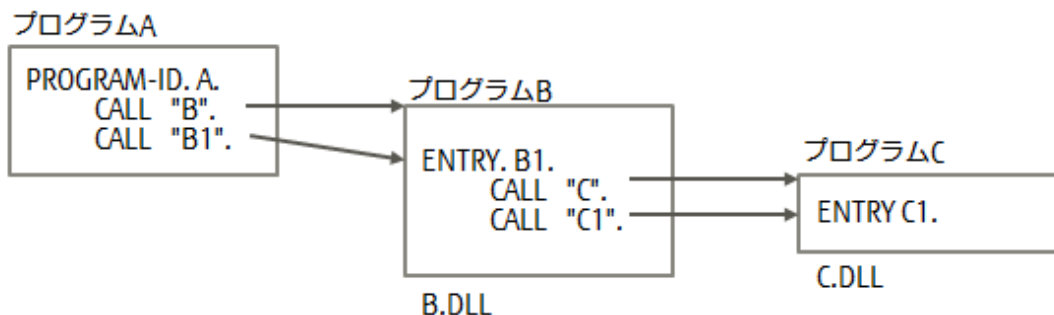 プログラムA
PROGRAM-ID. A.
CALL "B".
CALL "B1".
プログラムB
ENTRY. B1.
CALL "C".
CALL "C1".
B.DLL
プログラムC
ENTRY C1.
C.DLL